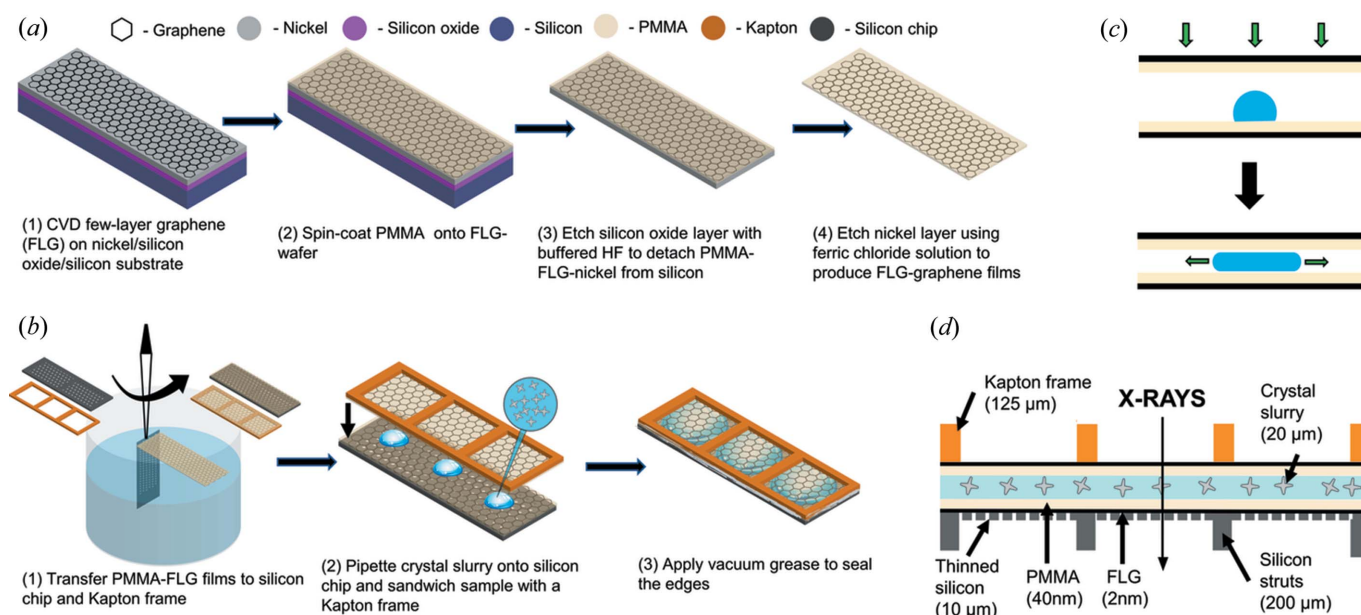 (a)
- Graphene - Nickel - Silicon oxide - Silicon - PMMA - Kapton - Silicon chip
(1) CVD few-layer graphene
(FLG) on nickel/silicon
oxide/silicon substrate
(2) Spin-coat PMMA onto FLG-
wafer
(3) Etch silicon oxide layer with
buffered HF to detach PMMA-
FLG-nickel from silicon
(4) Etch nickel layer using
ferric chloride solution to
produce FLG-graphene films
(c)
(b)
(1) Transfer PMMA-FLG films to silicon
chip and Kapton frame
(2) Pipette crystal slurry onto silicon
chip and sandwich sample with a
Kapton frame
(3) Apply vacuum grease to seal
the edges
(d)
Kapton frame
(125 µm)
X-RAYS
Crystal
slurry
(20 µm)
Thinned
silicon
(10 µm)
PMMA
(40nm)
FLG
(2nm)
Silicon
struts
(200 µm)